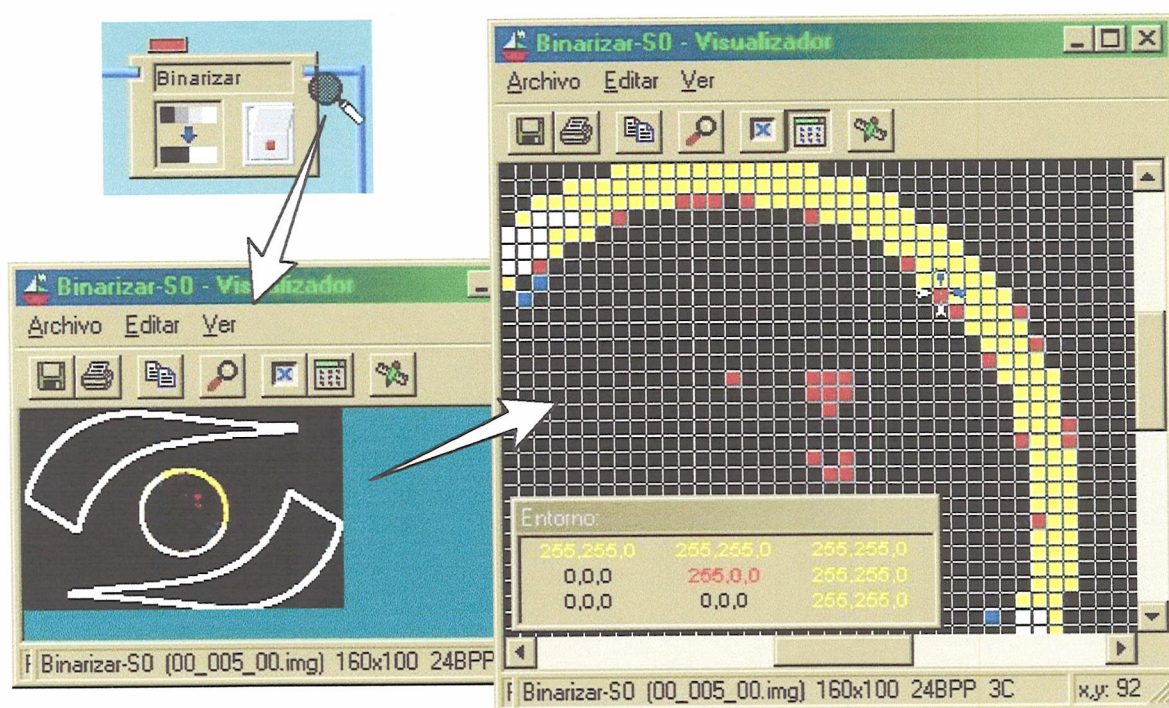 Binarizar
Binarizar-S0 - Visualizador
Archivo Editar Ver
Entorno:
255,255,0 255,255,0 255,255,0
0,0,0 255,0,0 255,255,0
0,0,0 0,0,0 255,255,0
Binarizar-S0 (00_005_00.img) 160x100 24BPP 3C x,y: 92
Binarizar-S0 - Visualizador
Archivo Editar Ver
Binarizar-S0 (00_005_00.img) 160x100 24BPP